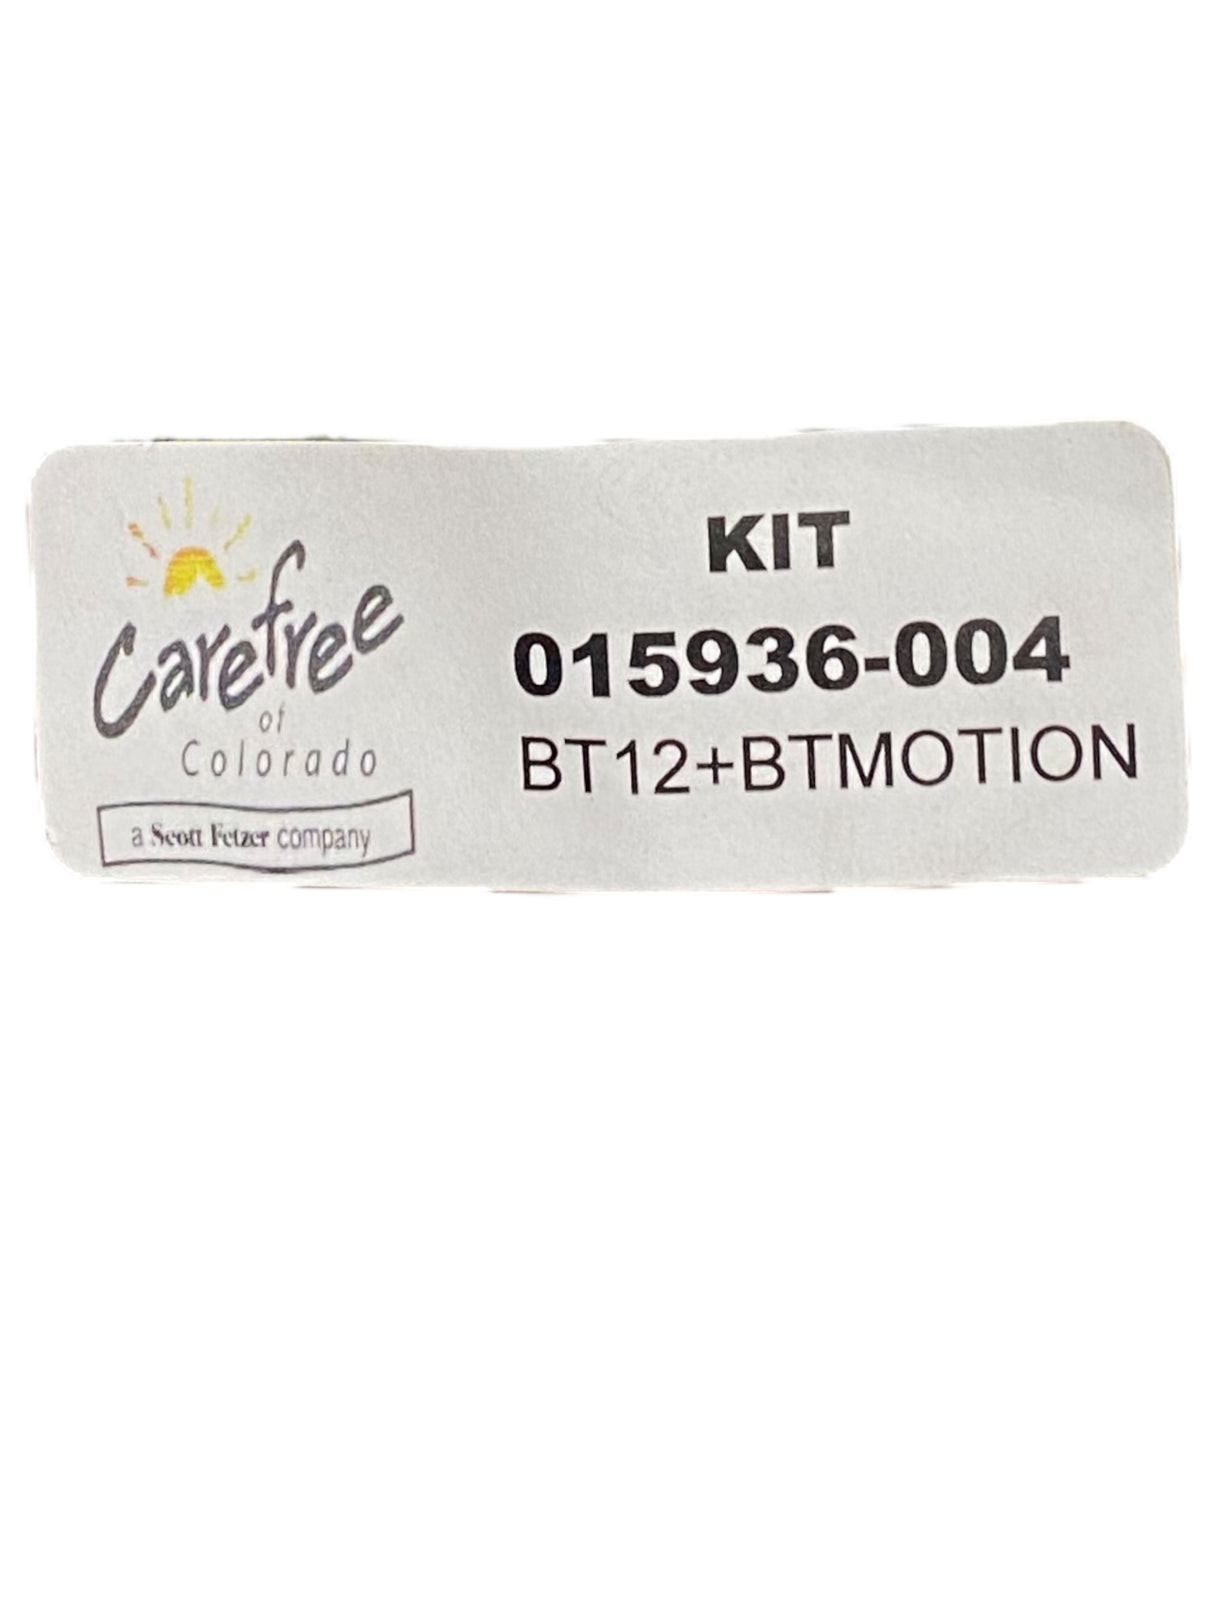 Carefree
of
Colorado
a Scott Fetzer company
KIT
015936-004
BT12+BTMOTION